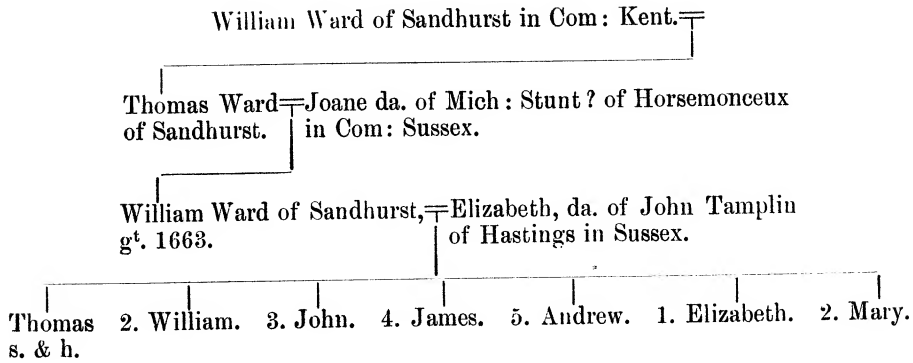 William Ward of Sandhurst in Com: Kent.
Thomas Ward=Joane da. of Mich: Stunt? of Horsemonceux
of Sandhurst. in Com: Sussex.
William Ward of Sandhurst,=Elizabeth, da. of John Tamplin
gᵗ. 1663. of Hastings in Sussex.
Thomas 2. William. 3. John. 4. James. 5. Andrew. 1. Elizabeth. 2. Mary.
s. & h.